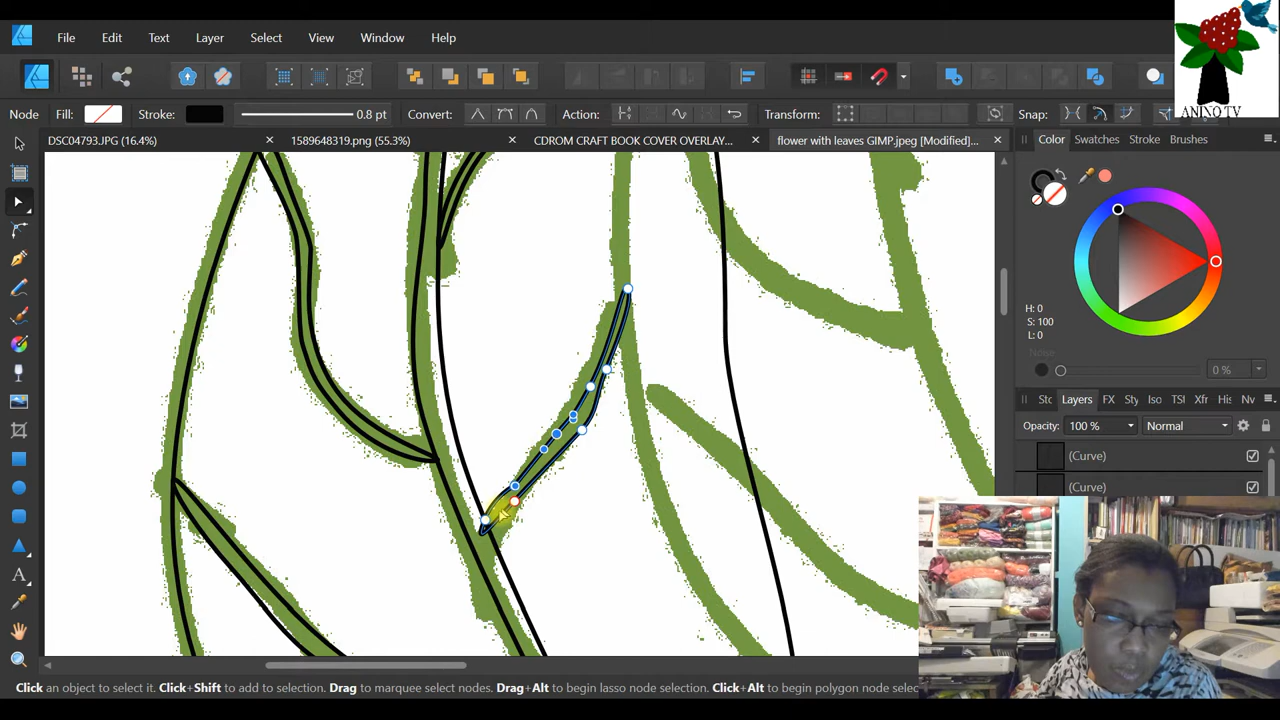 File Edit Text Layer Select View Window Help
ANINO TV
Node Fill: Stroke: 0.8 pt Convert: Action: Transform: Snap:
DSC04793.JPG (16.4%) 1589648319.png (55.3%) CDROM CRAFT BOOK COVER OVERLAY... flower with leaves GIMP.jpeg [Modified]...
Color Swatches Stroke Brushes
H: 0
S: 100
L: 0
Noise
0 %
Stc Layers FX Sty Iso TSI Xfr His Nv
Opacity: 100 % Normal
(Curve)
(Curve)
Click an object to select it. Click+Shift to add to selection. Drag to marquee select nodes. Drag+Alt to begin lasso node selection. Click+Alt to begin polygon node selec